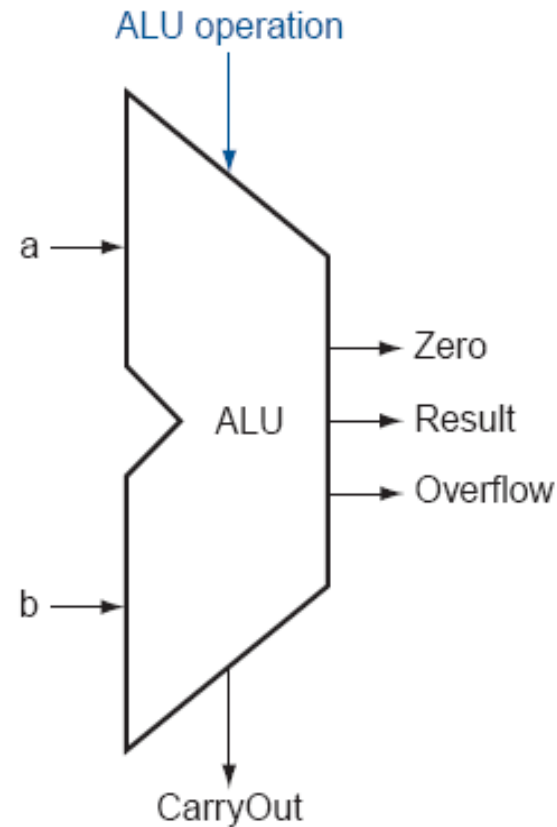 ALU operation
a
Zero
ALU
Result
Overflow
b
CarryOut